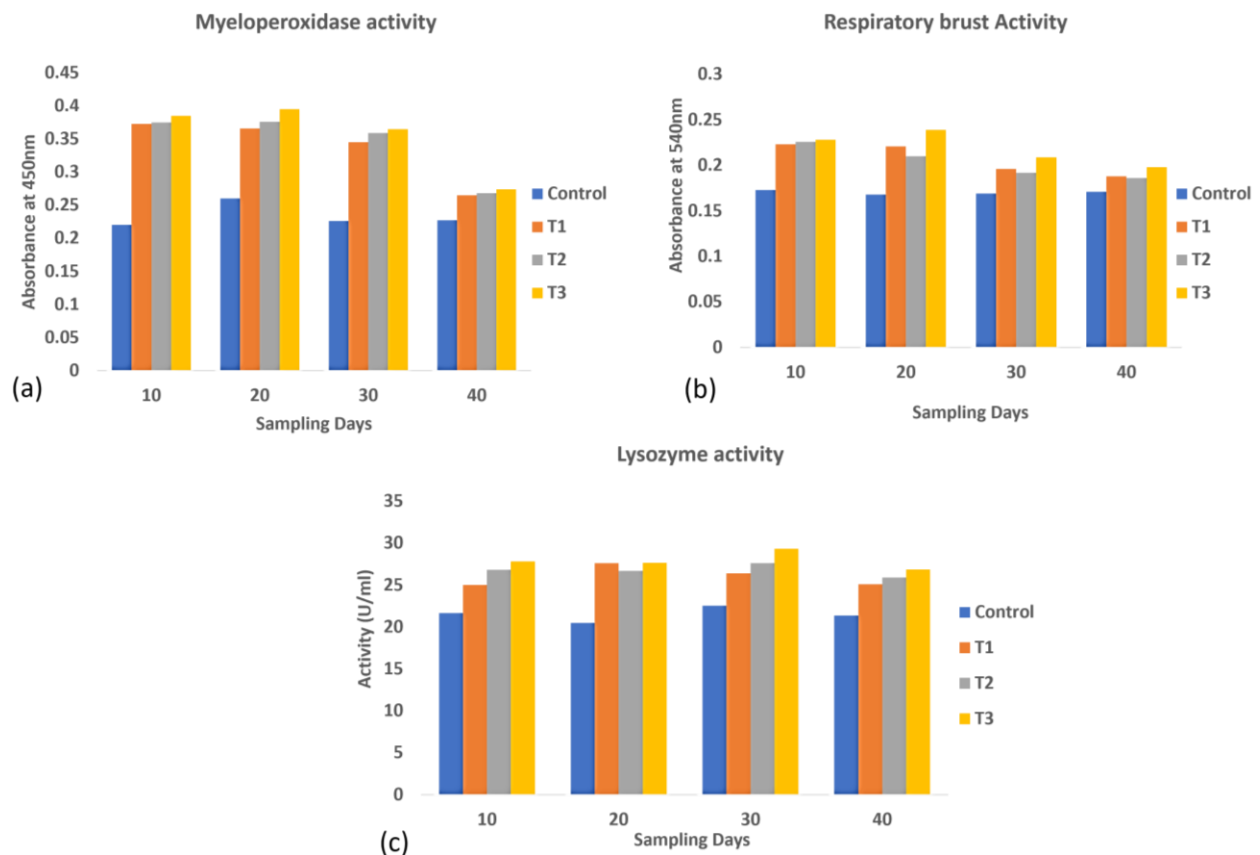 Myeloperoxidase activity
Absorbance at 450nm
0.45
0.4
0.35
0.3
0.25
0.2
0.15
0.1
0.05
0
10 20 30 40
Sampling Days
Control
T1
T2
T3
(a)
Respiratory brust Activity
Absorbance at 540nm
0.3
0.25
0.2
0.15
0.1
0.05
0
10 20 30 40
Sampling Days
Control
T1
T2
T3
(b)
Lysozyme activity
Activity (U/ml)
35
30
25
20
15
10
5
0
10 20 30 40
Sampling Days
Control
T1
T2
T3
(c)